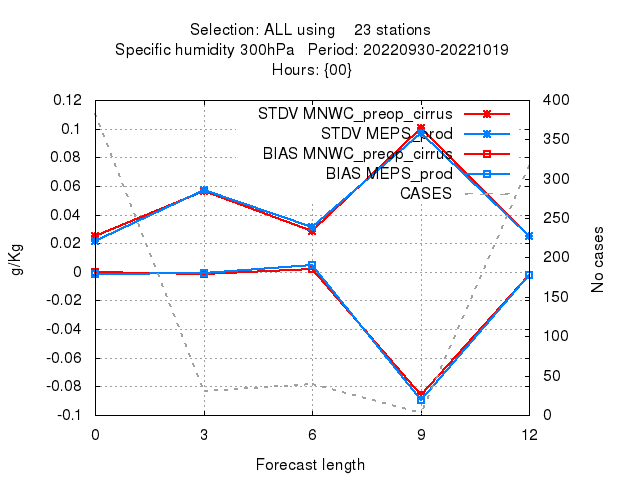 Selection: ALL using 23 stations
Specific humidity 300hPa Period: 20220930-20221019
Hours: {00}
STDV MNWC_preop_cirrus
STDV MEPS_prod
BIAS MNWC_preop_cirrus
BIAS MEPS_prod
CASES
g/Kg
0.12
0.1
0.08
0.06
0.04
0.02
0
-0.02
-0.04
-0.06
-0.08
-0.1
400
350
300
250
200
150
100
50
0
No cases
0 3 6 9 12
Forecast length